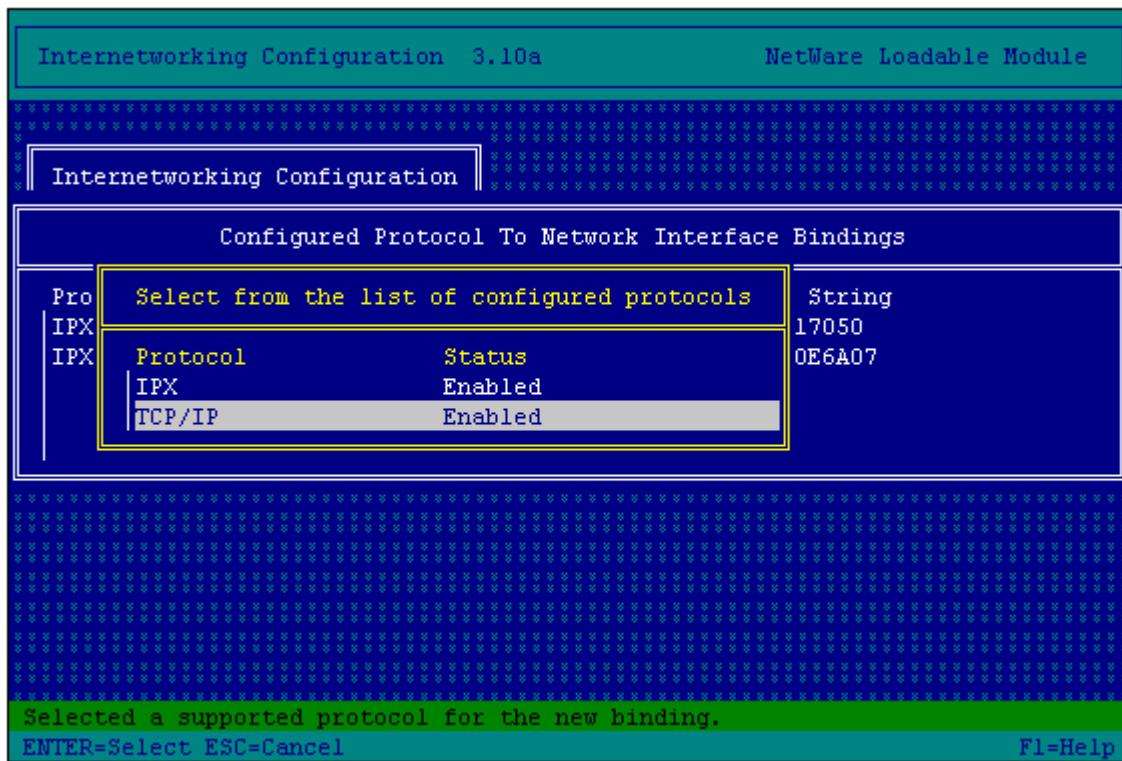 Internetworking Configuration 3.10a NetWare Loadable Module
Internetworking Configuration
Configured Protocol To Network Interface Bindings
Pro String
Select from the list of configured protocols
IPX 17050
IPX 0E6A07
Protocol Status
IPX Enabled
TCP/IP Enabled
Selected a supported protocol for the new binding.
ENTER=Select ESC=Cancel F1=Help